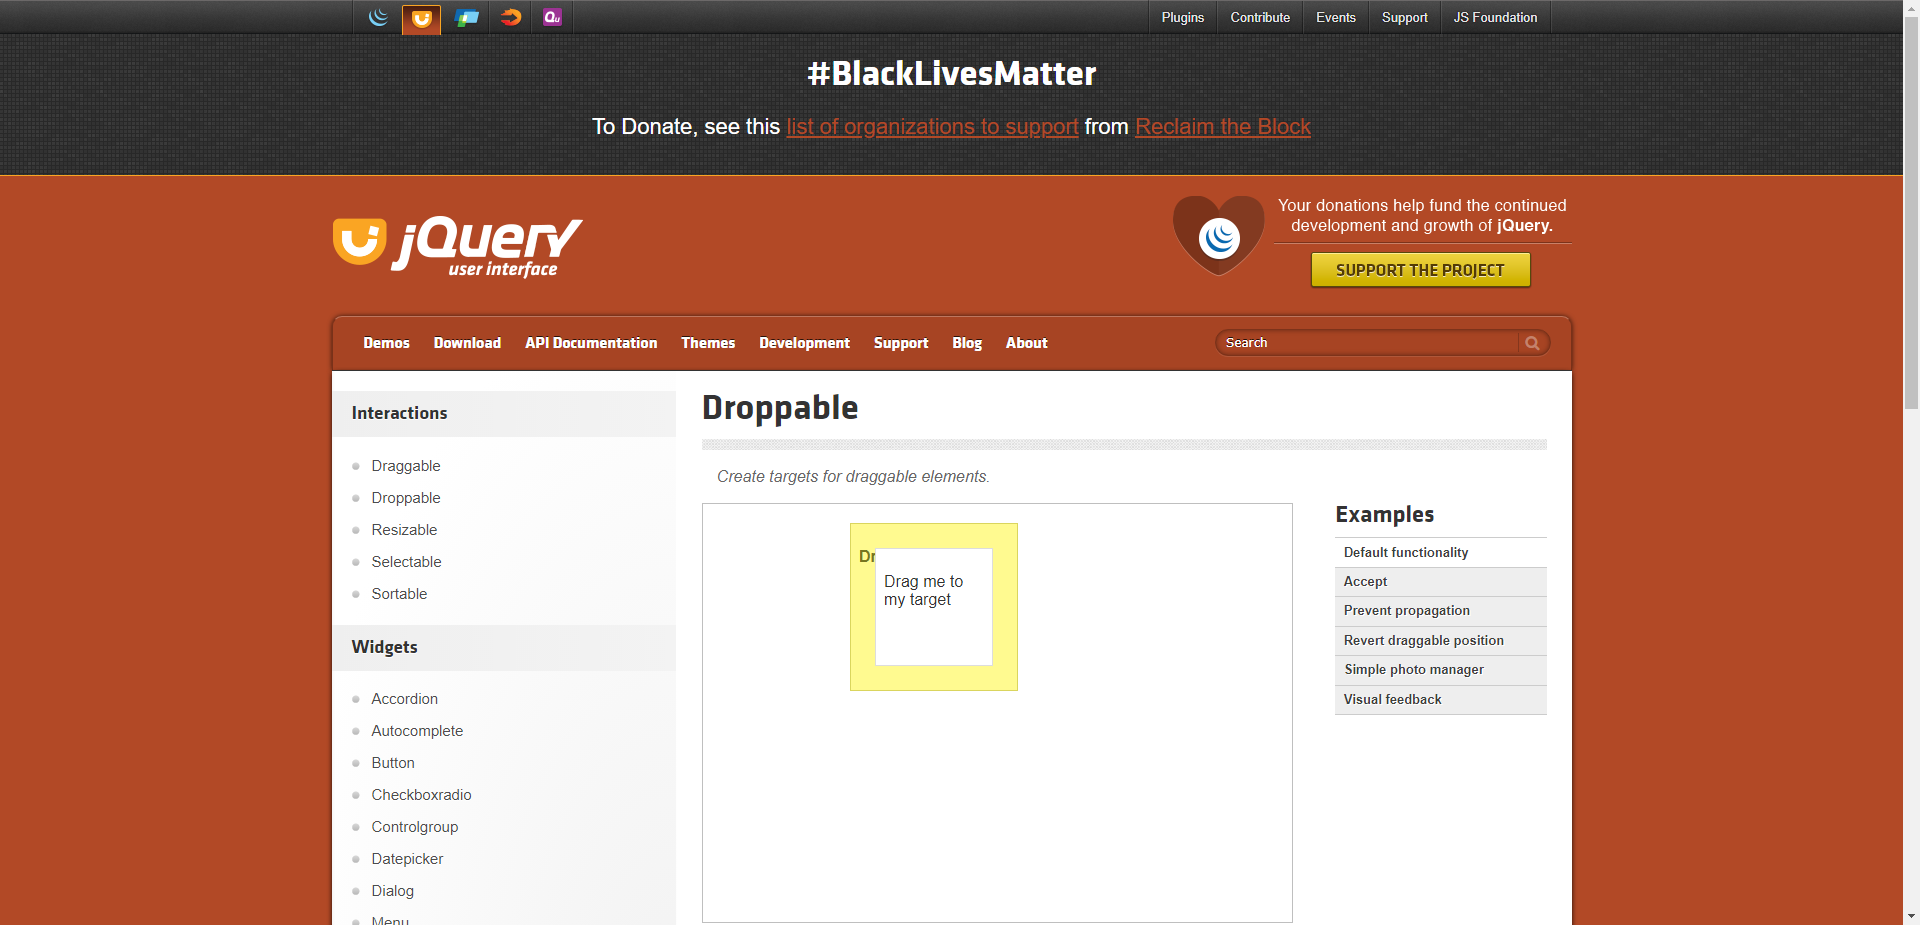 Plugins
Contribute
Events
Support
JS Foundation
Qu
#BlackLivesMatter
To Donate, see this list of organizations to support from Reclaim the Block
jQuery
user interface
Your donations help fund the continued
development and growth of jQuery.
SUPPORT THE PROJECT
Demos
Download
API Documentation
Themes
Development
Support
Blog
About
Search
Interactions
Draggable
Droppable
Resizable
Selectable
Sortable
Widgets
Accordion
Autocomplete
Button
Checkboxradio
Controlgroup
Datepicker
Dialog
Menu
Droppable
Create targets for draggable elements.
Dr
Drag me to
my target
Examples
Default functionality
Accept
Prevent propagation
Revert draggable position
Simple photo manager
Visual feedback